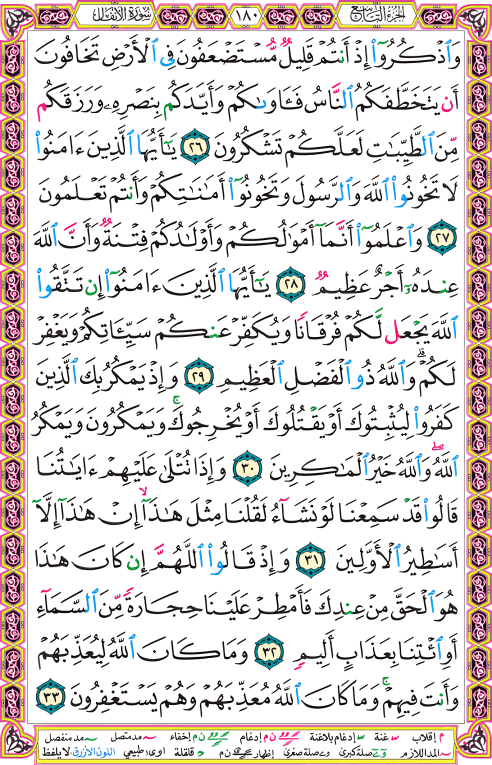 سورة الأنفال ١٨٠ الجزء التاسع
وَٱذْكُرُوٓا۟ إِذْ أَنتُمْ قَلِيلٌ مُّسْتَضْعَفُونَ فِى ٱلْأَرْضِ تَخَافُونَ
أَن يَتَخَطَّفَكُمُ ٱلنَّاسُ فَـَٔاوَىٰكُمْ وَأَيَّدَكُم بِنَصْرِهِۦ وَرَزَقَكُم
مِّنَ ٱلطَّيِّبَـٰتِ لَعَلَّكُمْ تَشْكُرُونَ ٢٦ يَـٰٓأَيُّهَا ٱلَّذِينَ ءَامَنُوا۟
لَا تَخُونُوا۟ ٱللَّهَ وَٱلرَّسُولَ وَتَخُونُوٓا۟ أَمَـٰنَـٰتِكُمْ وَأَنتُمْ تَعْلَمُونَ
٢٧ وَٱعْلَمُوٓا۟ أَنَّمَآ أَمْوَٰلُكُمْ وَأَوْلَـٰدُكُمْ فِتْنَةٌ وَأَنَّ ٱللَّهَ
عِندَهُۥٓ أَجْرٌ عَظِيمٌ ٢٨ يَـٰٓأَيُّهَا ٱلَّذِينَ ءَامَنُوٓا۟ إِن تَتَّقُوا۟
ٱللَّهَ يَجْعَل لَّكُمْ فُرْقَانًا وَيُكَفِّرْ عَنكُمْ سَيِّـَٔاتِكُمْ وَيَغْفِرْ
لَكُمْ ۗ وَٱللَّهُ ذُو ٱلْفَضْلِ ٱلْعَظِيمِ ٢٩ وَإِذْ يَمْكُرُ بِكَ ٱلَّذِينَ
كَفَرُوا۟ لِيُثْبِتُوكَ أَوْ يَقْتُلُوكَ أَوْ يُخْرِجُوكَ ۚ وَيَمْكُرُونَ وَيَمْكُرُ
ٱللَّهُ ۖ وَٱللَّهُ خَيْرُ ٱلْمَـٰكِرِينَ ٣٠ وَإِذَا تُتْلَىٰ عَلَيْهِمْ ءَايَـٰتُنَا
قَالُوا۟ قَدْ سَمِعْنَا لَوْ نَشَآءُ لَقُلْنَا مِثْلَ هَـٰذَآ ۙ إِنْ هَـٰذَآ إِلَّآ
أَسَـٰطِيرُ ٱلْأَوَّلِينَ ٣١ وَإِذْ قَالُوا۟ ٱللَّهُمَّ إِن كَانَ هَـٰذَا
هُوَ ٱلْحَقَّ مِنْ عِندِكَ فَأَمْطِرْ عَلَيْنَا حِجَارَةً مِّنَ ٱلسَّمَآءِ
أَوِ ٱئْتِنَا بِعَذَابٍ أَلِيمٍ ٣٢ وَمَا كَانَ ٱللَّهُ لِيُعَذِّبَهُمْ
وَأَنتَ فِيهِمْ ۚ وَمَا كَانَ ٱللَّهُ مُعَذِّبَهُمْ وَهُمْ يَسْتَغْفِرُونَ ٣٣
م إقلاب س غنة س إدغام بلا غنة ن م إدغام ن م إخفاء مد متصل مد منفصل
المد اللازم صلة كبرى صلة صغرى إظهار ن م قلقلة طبيعي اللون الأزرق لا يلفظ